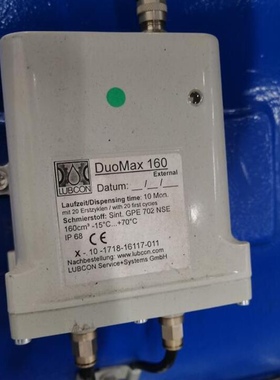 DuoMax 160
External
LUBCON
Datum: __/__/__
Laufzeit/Dispensing time: 10 Mon.
mit 20 Erstzyklen / with 20 first cycles
Schmierstoff: Sint. GPE 702 NSE
160cm³ -15°C...+70°C
IP 68 CE
X -. 10 -1718-16117-011
Nachbestellung: www.lubcon.com
LUBCON Service+Systems GmbH